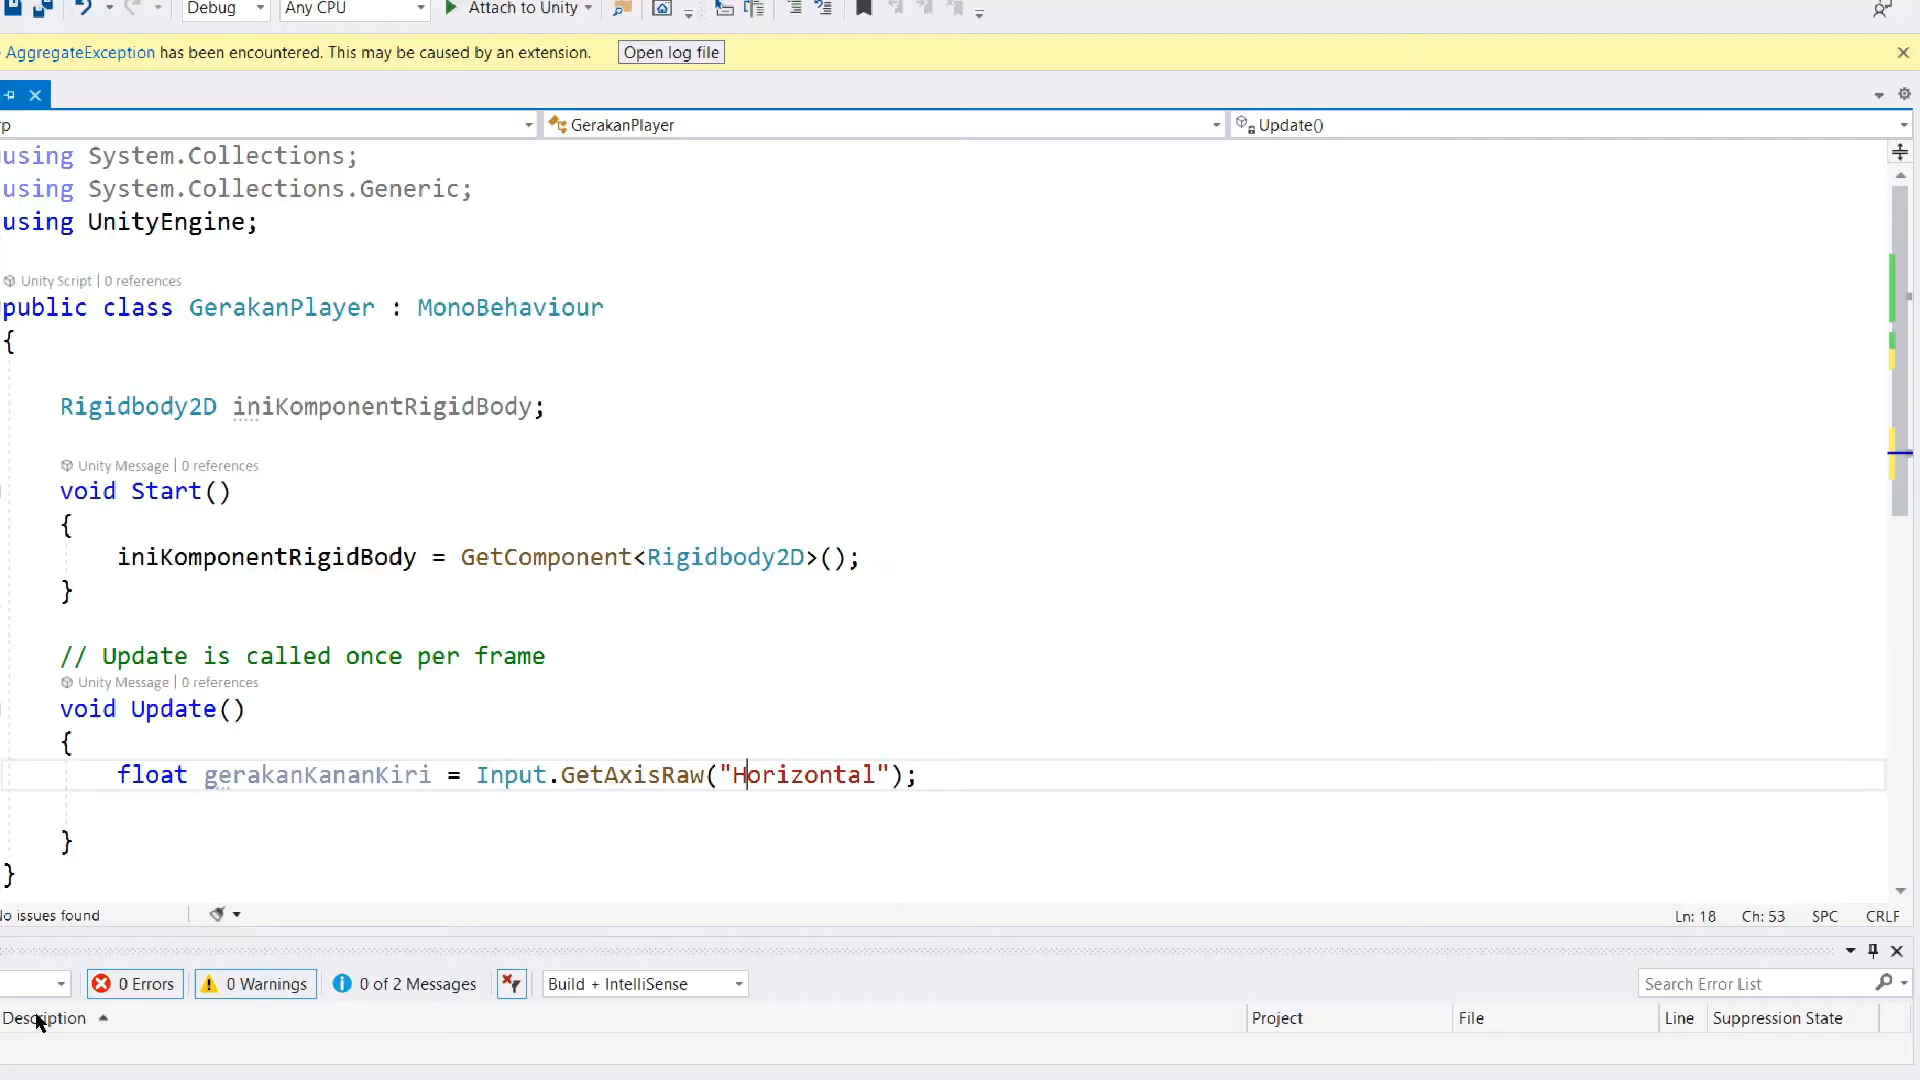 Debug Any CPU Attach to Unity
AggregateException has been encountered. This may be caused by an extension. Open log file
GerakanPlayer Update()
using System.Collections;
using System.Collections.Generic;
using UnityEngine;
Unity Script | 0 references
public class GerakanPlayer : MonoBehaviour
{
Rigidbody2D iniKomponentRigidBody;
Unity Message | 0 references
void Start()
{
iniKomponentRigidBody = GetComponent<Rigidbody2D>();
}
// Update is called once per frame
Unity Message | 0 references
void Update()
{
float gerakanKananKiri = Input.GetAxisRaw("Horizontal");
}
}
No issues found Ln: 18 Ch: 53 SPC CRLF
0 Errors 0 Warnings 0 of 2 Messages Build + IntelliSense Search Error List
Description Project File Line Suppression State